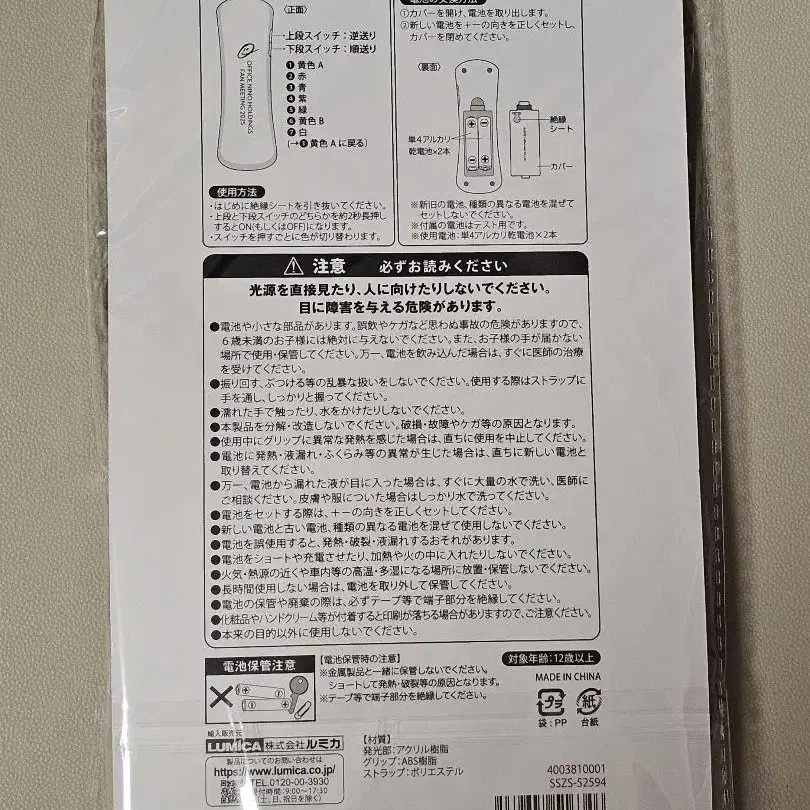 〈正面〉
上段スイッチ：逆送り
下段スイッチ：順送り
❶黄色A
❷赤
❸青
❹紫
❺緑
❻黄色B
❼白
(→❶黄色Aに戻る)
OFFICE NINO HOLDINGS
FAN MEETING 2025
使用方法
・はじめに絶縁シートを引き抜いてください。
・上段と下段スイッチのどちらかを約2秒長押し
するとON(もしくはOFF)になります。
・スイッチを押すごとに色が切り替わります。
電池の交換方法
①カバーを開け、電池を取り出します。
②新しい電池を＋－の向きを正しくセットし、
カバーを閉めてください。
〈裏面〉
単4アルカリ
乾電池×2本
絶縁
シート
カバー
※新旧の電池、種類の異なる電池を混ぜて
セットしないでください。
※付属の電池はテスト用です。
※使用電池：単4アルカリ乾電池×2本
注意 必ずお読みください
光源を直接見たり、人に向けたりしないでください。
目に障害を与える危険があります。
●電池や小さな部品があります。誤飲やケガなど思わぬ事故の危険がありますので、
６歳未満のお子様には絶対に与えないでください。また、お子様の手が届かない
場所で使用・保管してください。万一、電池を飲み込んだ場合は、すぐに医師の治療
を受けてください。
●振り回す、ぶつける等の乱暴な扱いをしないでください。使用する際はストラップに
手を通し、しっかりと握ってください。
●濡れた手で触ったり、水をかけたりしないでください。
●本製品を分解・改造しないでください。破損・故障やケガ等の原因となります。
●使用中にグリップに異常な発熱を感じた場合は、直ちに使用を中止してください。
●電池に発熱・液漏れ・ふくらみ等の異常が生じた場合は、直ちに新しい電池と
取り替えてください。
●万一、電池から漏れた液が目に入った場合は、すぐに大量の水で洗い、医師に
ご相談ください。皮膚や服についた場合はしっかり水で洗ってください。
●電池をセットする際は、＋－の向きを正しくセットしてください。
●新しい電池と古い電池、種類の異なる電池を混ぜて使用しないでください。
●電池を誤使用すると、発熱・破裂・液漏れするおそれがあります。
●電池をショートや充電させたり、加熱や火の中に入れたりしないでください。
●火気・熱源の近くや車内等の高温・多湿になる場所に放置・保管しないでください。
●長時間使用しない場合は、電池を取り外して保管してください。
●電池の保管や廃棄の際は、必ずテープ等で端子部分を絶縁してください。
●化粧品やハンドクリーム等が付着すると印刷が落ちる場合がありますので、ご注意ください。
●本来の目的以外に使用しないでください。
電池保管注意
【電池保管時の注意】
※金属製品と一緒に保管しないでください。
ショートして発熱・破裂等の原因となります。
※テープ等で端子部分を絶縁してください。
対象年齢：12歳以上
MADE IN CHINA
プラ
袋：PP
紙
台紙
輸入販売元
LUMICA 株式会社ルミカ
製品についてのお問い合わせ
https://www.lumica.co.jp/
TEL.0120-00-3930
受付時間：9:00～17:30
(土、日、祝日を除く)
【材質】
発光部：アクリル樹脂
グリップ：ABS樹脂
ストラップ：ポリエステル
4003810001
SSZS-52594